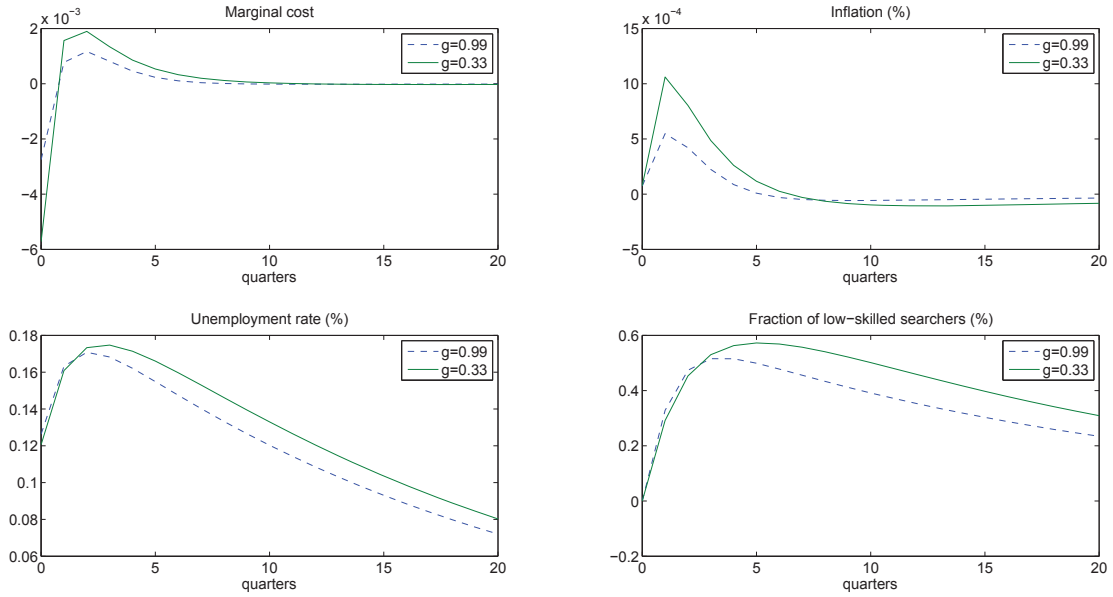 Marginal cost
x 10−3
2
0
−2
−4
−6
0
5
10
15
20
quarters
g=0.99
g=0.33
Inflation (%)
x 10−4
15
10
5
0
−5
0
5
10
15
20
quarters
g=0.99
g=0.33
Unemployment rate (%)
0.18
0.16
0.14
0.12
0.1
0.08
0.06
0
5
10
15
20
quarters
g=0.99
g=0.33
Fraction of low−skilled searchers (%)
0.6
0.4
0.2
0
−0.2
0
5
10
15
20
quarters
g=0.99
g=0.33